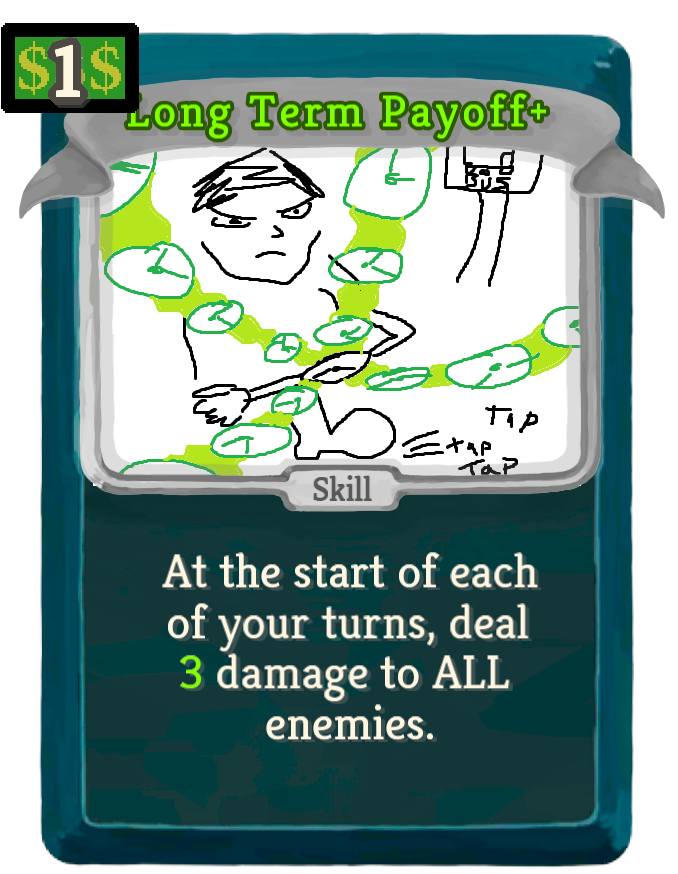 $1$
Long Term Payoff+
BUS
Tap
tap
TaP
Skill
At the start of each
of your turns, deal
3 damage to ALL
enemies.